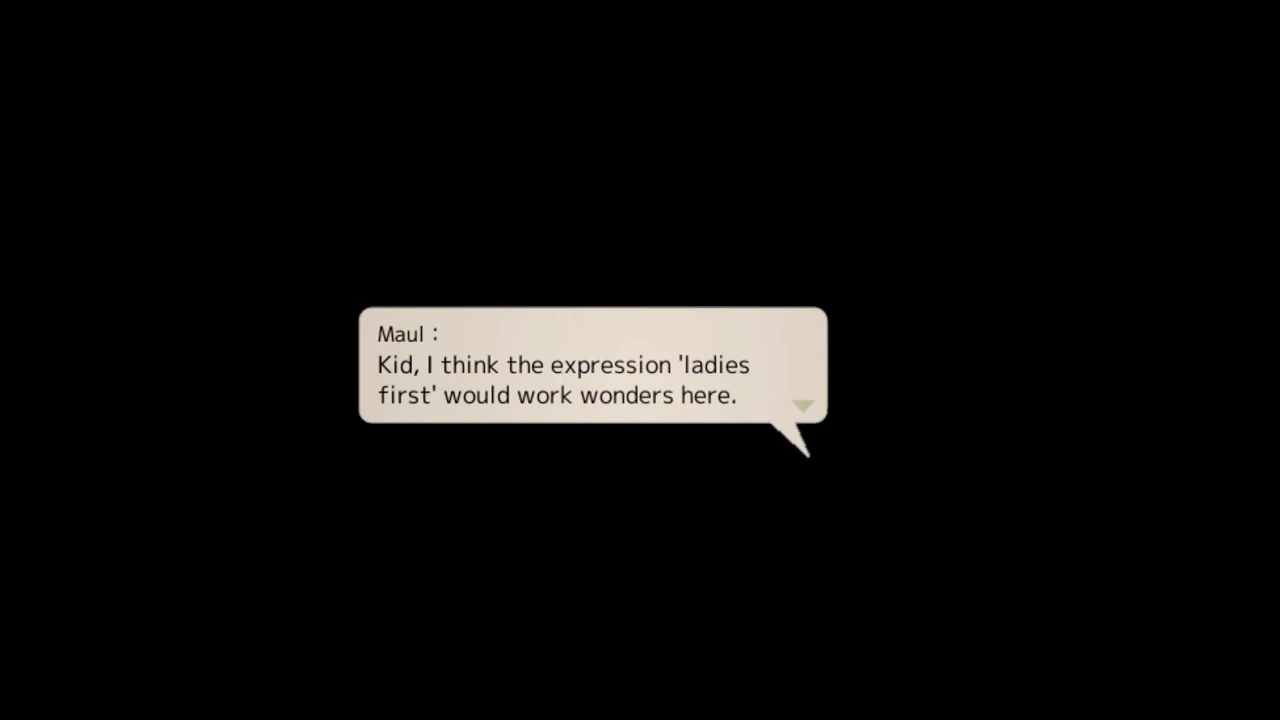 Maul：
Kid, I think the expression 'ladies
first' would work wonders here.